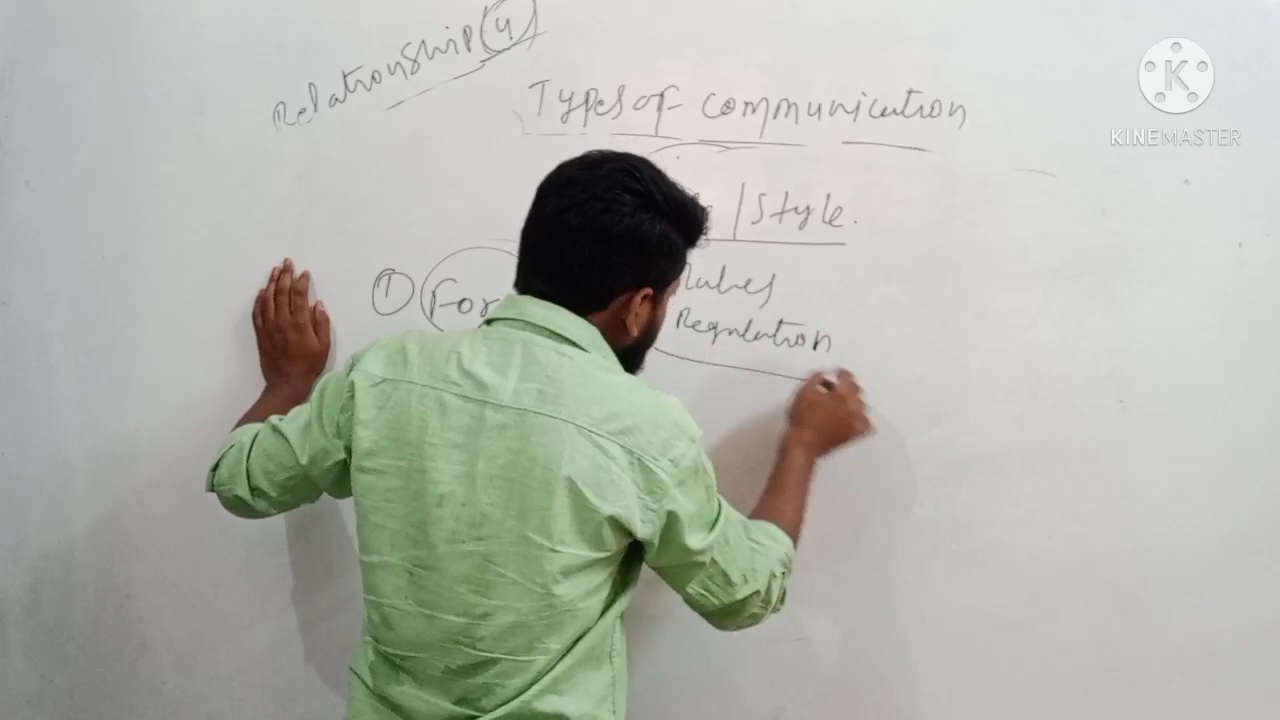 Relationship (4)
Types of communication
| Style.
① For
Rules
Regulation
K
KINEMASTER